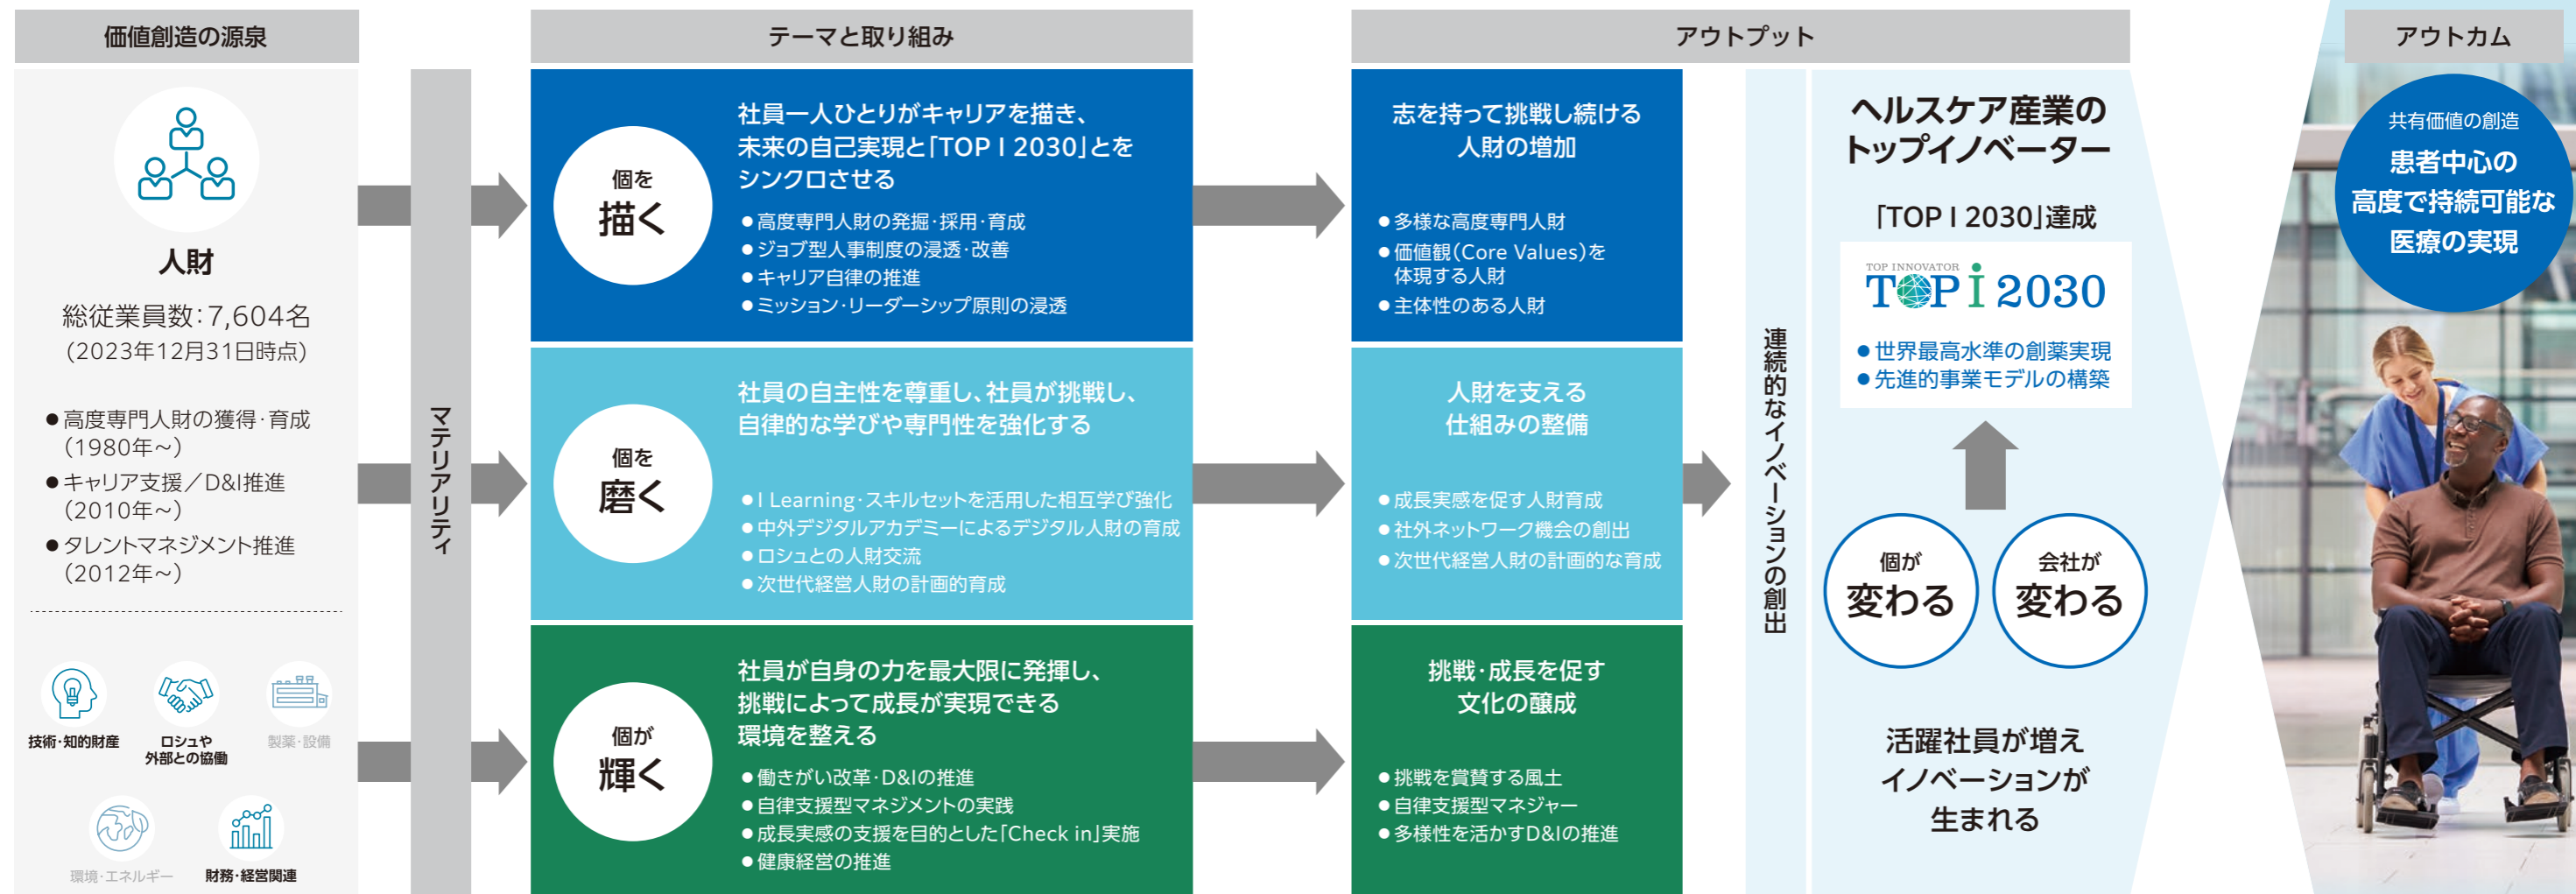 価値創造の源泉
人財
総従業員数：7,604名
（2023年12月31日時点）
●高度専門人財の獲得・育成
（1980年～）
●キャリア支援／D&I推進
（2010年～）
●タレントマネジメント推進
（2012年～）
技術・知的財産
ロシュや
外部との協働
製薬・設備
環境・エネルギー
財務・経営関連
マテリアリティ
テーマと取り組み
個を
描く
社員一人ひとりがキャリアを描き、
未来の自己実現と「TOP I 2030」とを
シンクロさせる
●高度専門人財の発掘・採用・育成
●ジョブ型人事制度の浸透・改善
●キャリア自律の推進
●ミッション・リーダーシップ原則の浸透
個を
磨く
社員の自主性を尊重し、社員が挑戦し、
自律的な学びや専門性を強化する
●I Learning・スキルセットを活用した相互学び強化
●中外デジタルアカデミーによるデジタル人財の育成
●ロシュとの人財交流
●次世代経営人財の計画的育成
個が
輝く
社員が自身の力を最大限に発揮し、
挑戦によって成長が実現できる
環境を整える
●働きがい改革・D&Iの推進
●自律支援型マネジメントの実践
●成長実感の支援を目的とした「Check in」実施
●健康経営の推進
アウトプット
志を持って挑戦し続ける
人財の増加
●多様な高度専門人財
●価値観（Core Values）を
体現する人財
●主体性のある人財
人財を支える
仕組みの整備
●成長実感を促す人財育成
●社外ネットワーク機会の創出
●次世代経営人財の計画的な育成
挑戦・成長を促す
文化の醸成
●挑戦を賞賛する風土
●自律支援型マネジャー
●多様性を活かすD&Iの推進
連続的なイノベーションの創出
ヘルスケア産業の
トップイノベーター
「TOP I 2030」達成
TOP INNOVATOR
TOP i 2030
●世界最高水準の創薬実現
●先進的事業モデルの構築
個が
変わる
会社が
変わる
活躍社員が増え
イノベーションが
生まれる
アウトカム
共有価値の創造
患者中心の
高度で持続可能な
医療の実現